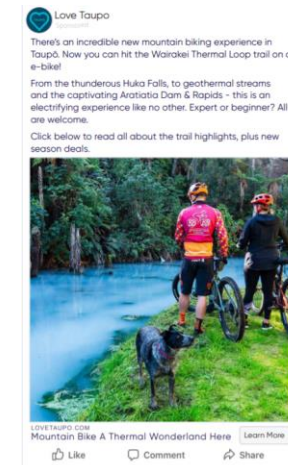 Love Taupo
Sponsored
There's an incredible new mountain biking experience in
Taupō. Now you can hit the Wairakei Thermal Loop trail on
e-bike!
From the thunderous Huka Falls, to geothermal streams
and the captivating Aratiatia Dam & Rapids - this is an
electrifying experience like no other. Expert or beginner? All
are welcome.
Click below to read all about the trail highlights, plus new
season deals.
LOVETAUPO.COM
Mountain Bike A Thermal Wonderland Here
Learn More
Like
Comment
Share